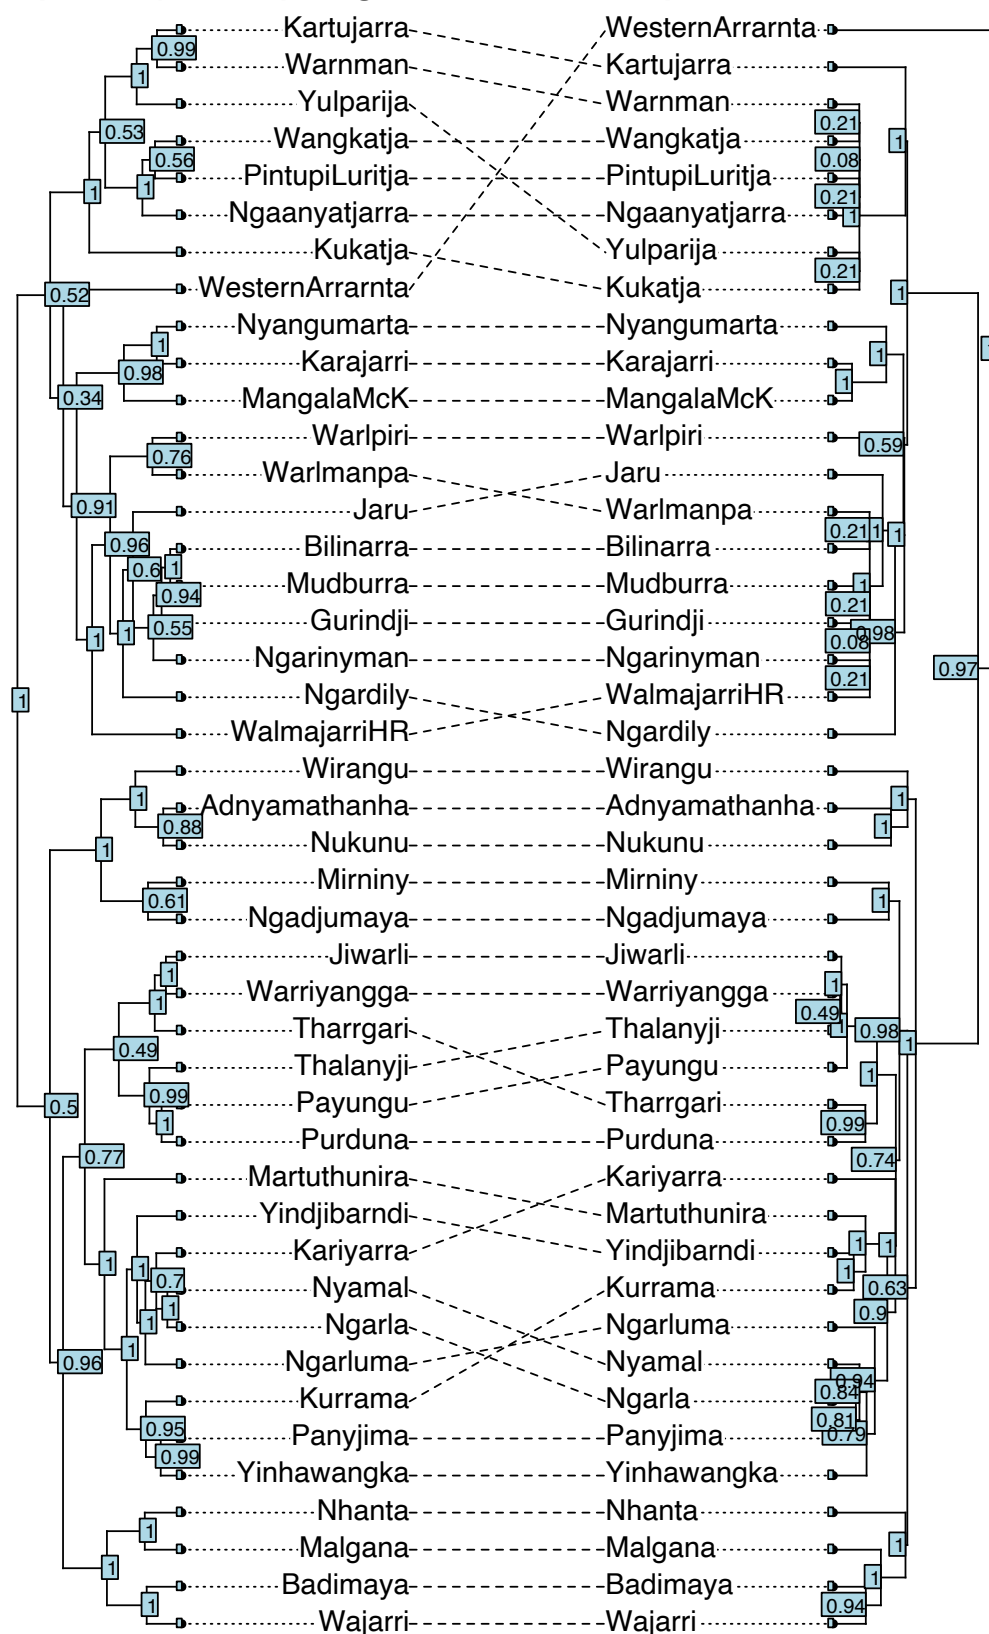 Kartujarra WesternArrarnta
0.99
Warnman Kartujarra
1
Yulparija Warnman
0.21
0.53 Wangkatja Wangkatja 1
0.56 0.08
PintupiLuritja PintupiLuritja
1 1 0.21
Ngaanyatjarra Ngaanyatjarra 1
Kukatja Yulparija
0.21
0.52 WesternArrarnta Kukatja 1
Nyangumarta Nyangumarta
1 1
Karajarri Karajarri
0.98 1
0.34 MangalaMcK MangalaMcK
Warlpiri Warlpiri 0.59
0.76
Warlmanpa Jaru
0.91 Jaru Warlmanpa
0.21 1 1
0.96 Bilinarra Bilinarra
0.6 1
Mudburra Mudburra 1
0.94 0.21
0.55 Gurindji Gurindji
1 1 0.08 0.98
Ngarinyman Ngarinyman 0.97
0.21
1 Ngardily WalmajarriHR
WalmajarriHR Ngardily
Wirangu Wirangu
1 1
Adnyamathanha Adnyamathanha
0.88 1
1 Nukunu Nukunu
Mirniny Mirniny
0.61 1
Ngadjumaya Ngadjumaya
Jiwarli Jiwarli
1 1
Warriyangga Warriyangga
1 0.49
Tharrgari Thalanyji 1 0.98 1
0.49
Thalanyji Payungu 1
0.99
0.5 Payungu Tharrgari
1 0.99
Purduna Purduna
0.77 0.74
Martuthunira Kariyarra
Yindjibarndi Martuthunira
1 1 1
Kariyarra Yindjibarndi
1 0.7 1
Nyamal Kurrama 0.63
1 0.9
1 Ngarla Ngarluma
1
0.96 Ngarluma Nyamal
0.94
0.84
Kurrama Ngarla
0.95 0.81
Panyjima Panyjima 0.79
0.99
Yinhawangka Yinhawangka
Nhanta Nhanta
1 1
Malgana Malgana
1 1
Badimaya Badimaya
1 0.94
Wajarri Wajarri